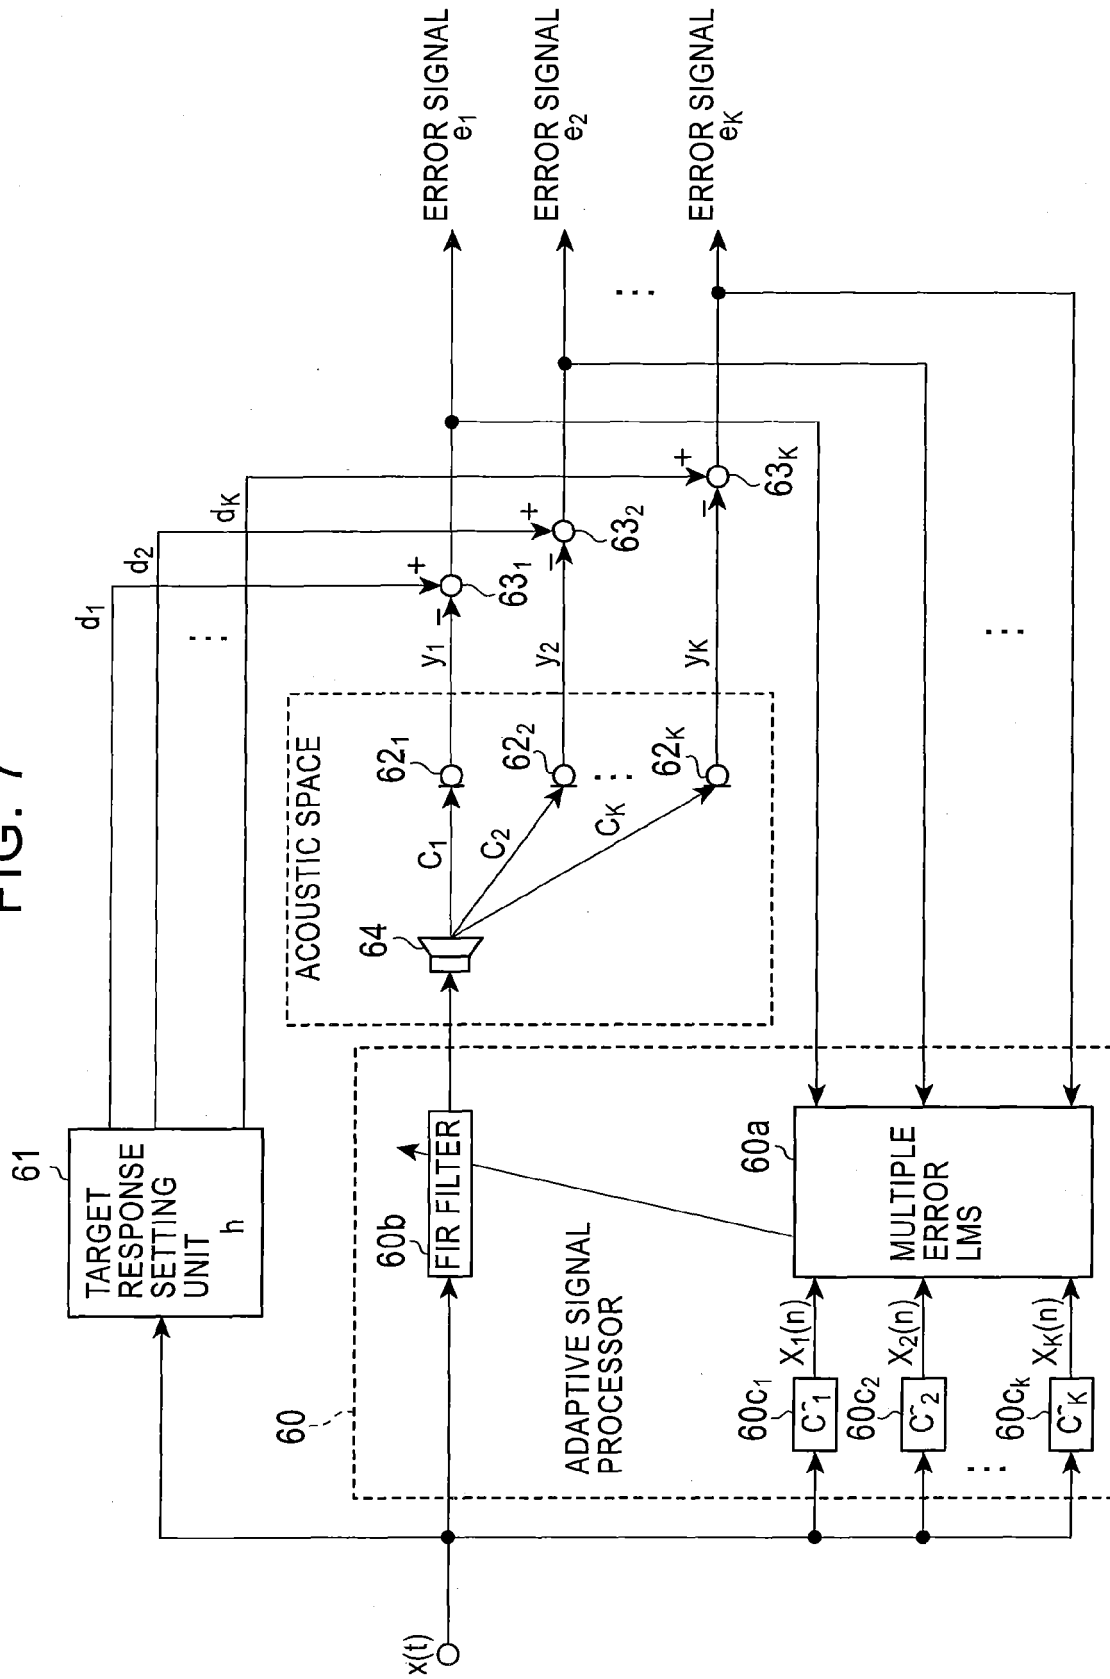 FIG. 7
61
TARGET
RESPONSE
SETTING
UNIT
h
d1
d2
dK
...
ACOUSTIC SPACE
64
C1
C2
CK
621
622
...
62K
y1
y2
yK
+
−
631
+
−
632
+
−
63K
ERROR SIGNAL
e1
ERROR SIGNAL
e2
...
ERROR SIGNAL
eK
x(t)
60
60b
FIR FILTER
ADAPTIVE SIGNAL
PROCESSOR
60c1
C^1
X1(n)
60c2
C^2
X2(n)
...
60ck
C^K
XK(n)
60a
MULTIPLE
ERROR
LMS
...